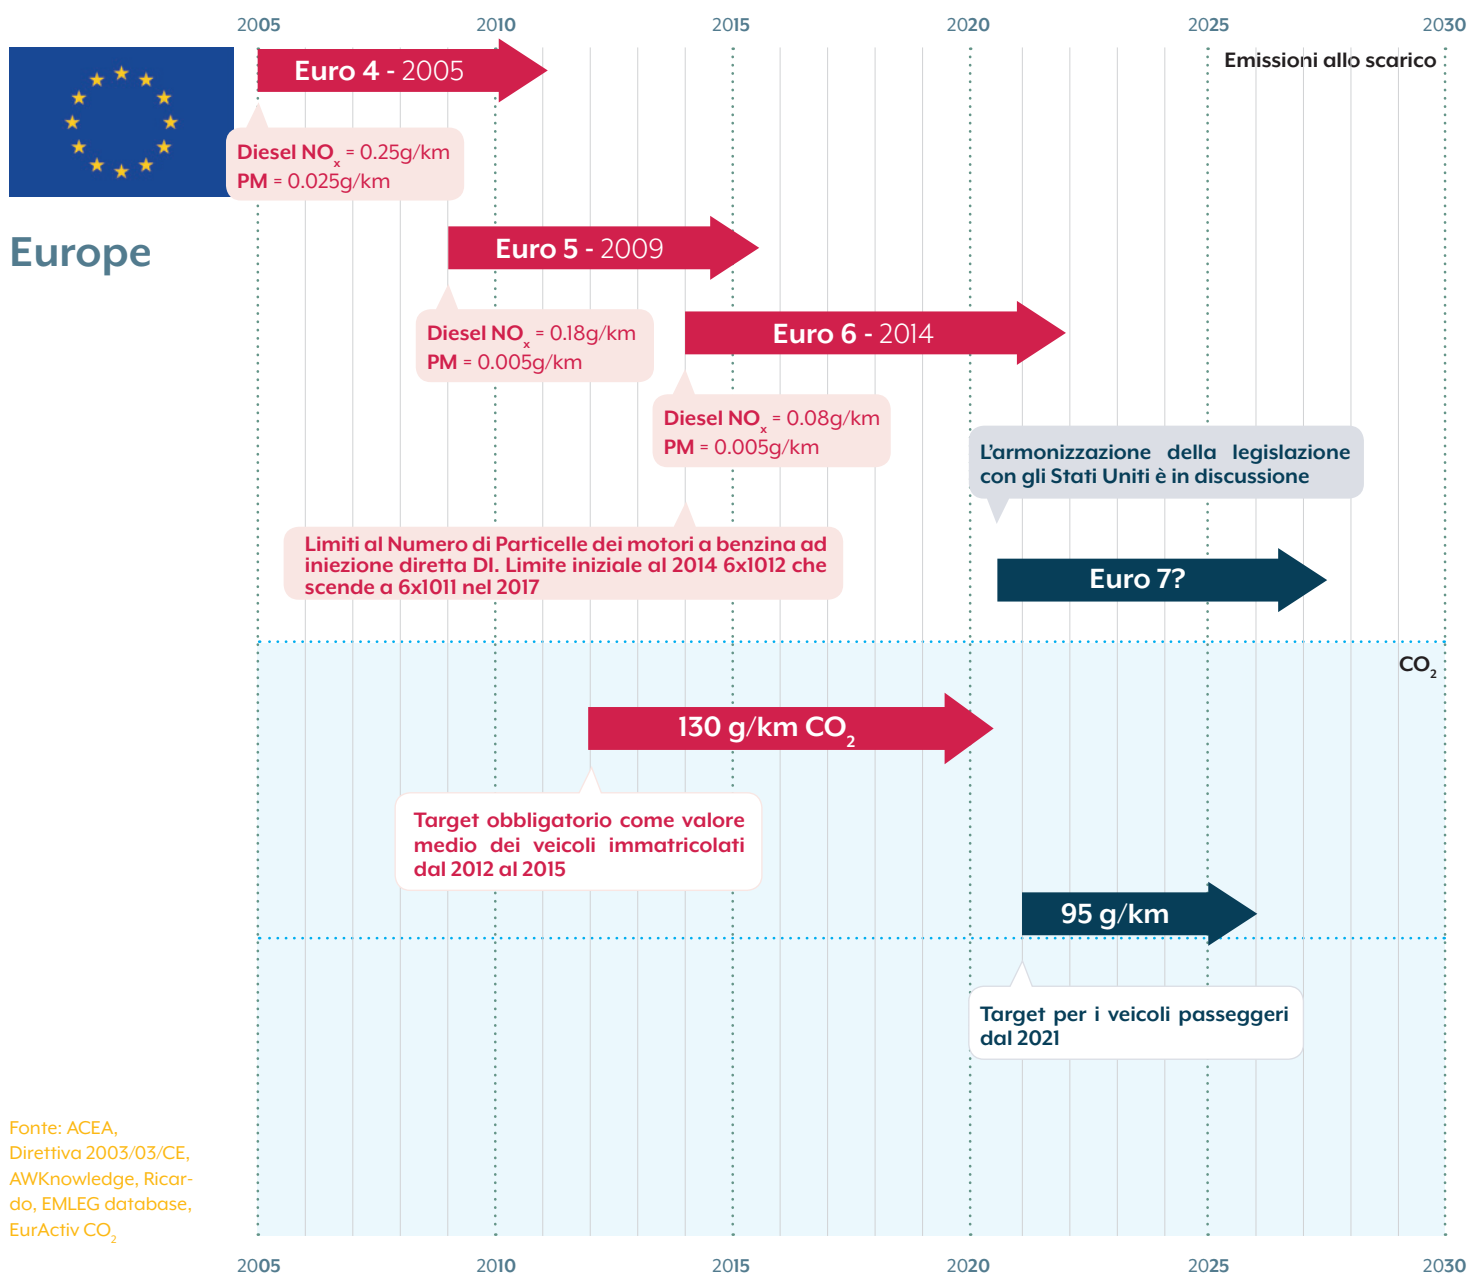 2005 2010 2015 2020 2025 2030
Emissioni allo scarico
Euro 4 - 2005
Diesel NOx = 0.25g/km
PM = 0.025g/km
Europe
Euro 5 - 2009
Diesel NOx = 0.18g/km
PM = 0.005g/km
Euro 6 - 2014
Diesel NOx = 0.08g/km
PM = 0.005g/km
L'armonizzazione della legislazione
con gli Stati Uniti è in discussione
Limiti al Numero di Particelle dei motori a benzina ad
iniezione diretta DI. Limite iniziale al 2014 6x1012 che
scende a 6x1011 nel 2017
Euro 7?
CO2
130 g/km CO2
Target obbligatorio come valore
medio dei veicoli immatricolati
dal 2012 al 2015
95 g/km
Target per i veicoli passeggeri
dal 2021
Fonte: ACEA,
Direttiva 2003/03/CE,
AWKnowledge, Ricar-
do, EMLEG database,
EurActiv CO2
2005 2010 2015 2020 2025 2030